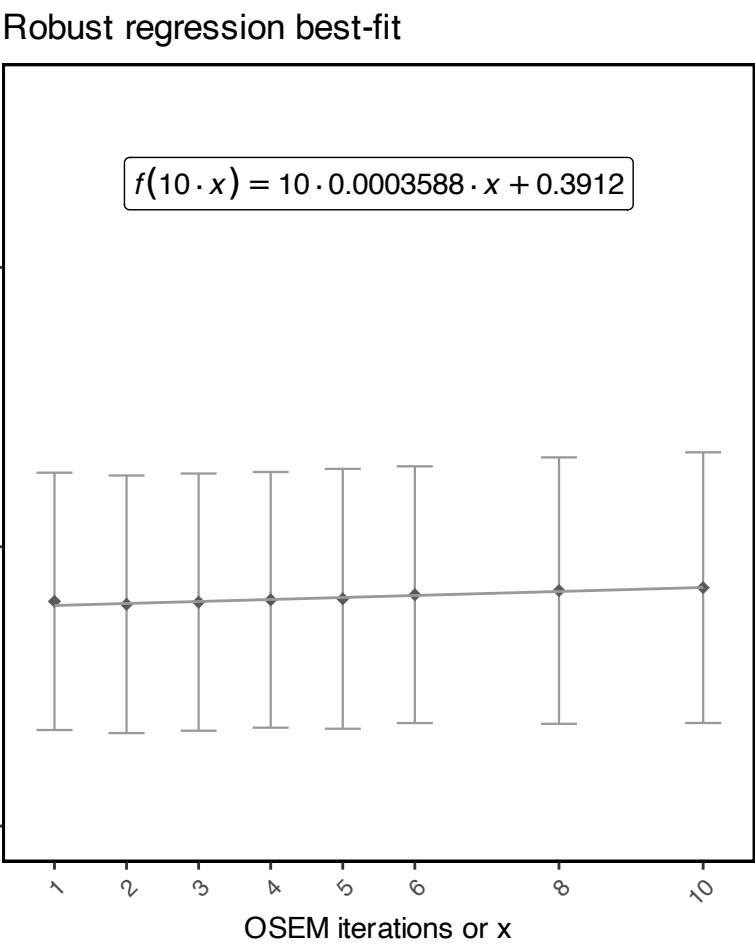 Robust regression best-fit
f(10 · x) = 10 · 0.0003588 · x + 0.3912
1 2 3 4 5 6 8 10
OSEM iterations or x